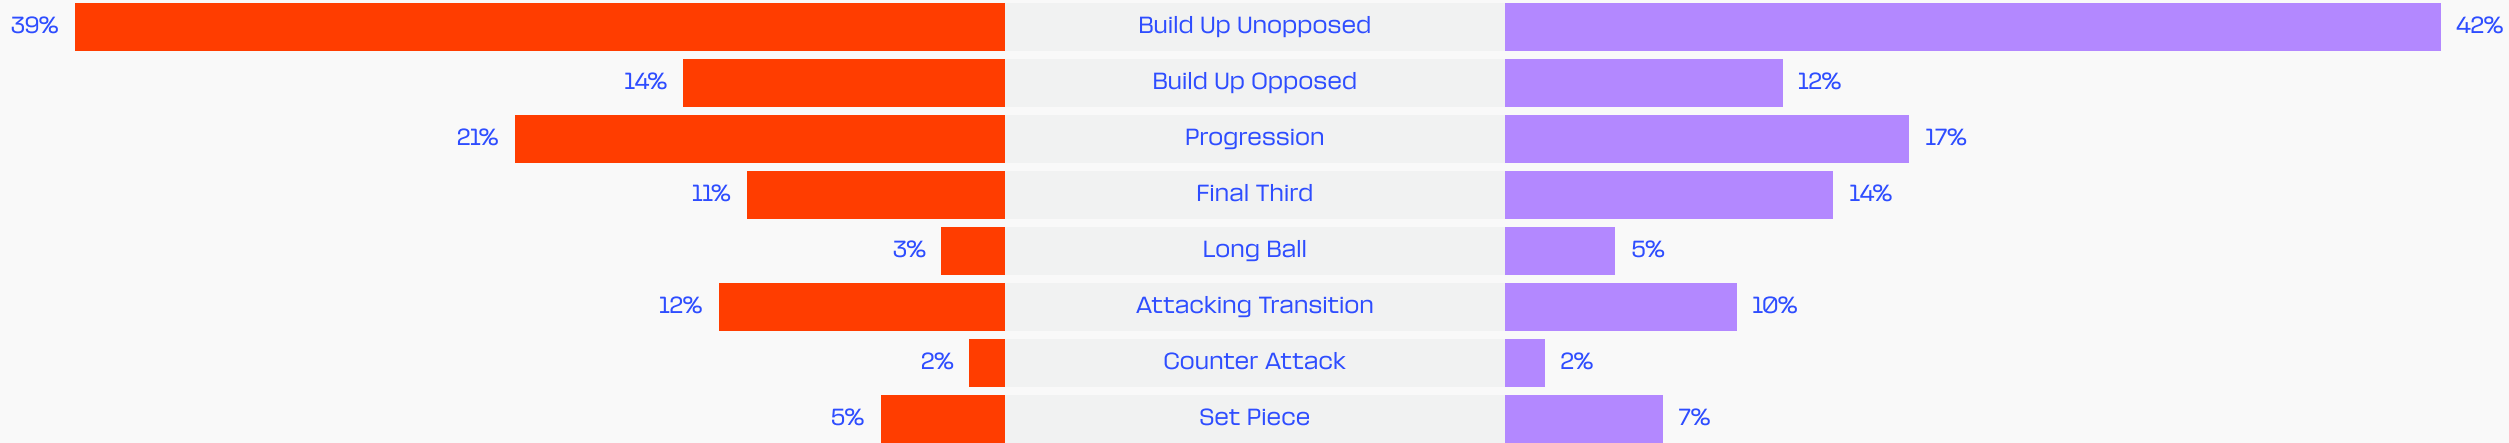 39% Build Up Unopposed 42%
14% Build Up Opposed 12%
21% Progression 17%
11% Final Third 14%
3% Long Ball 5%
12% Attacking Transition 10%
2% Counter Attack 2%
5% Set Piece 7%